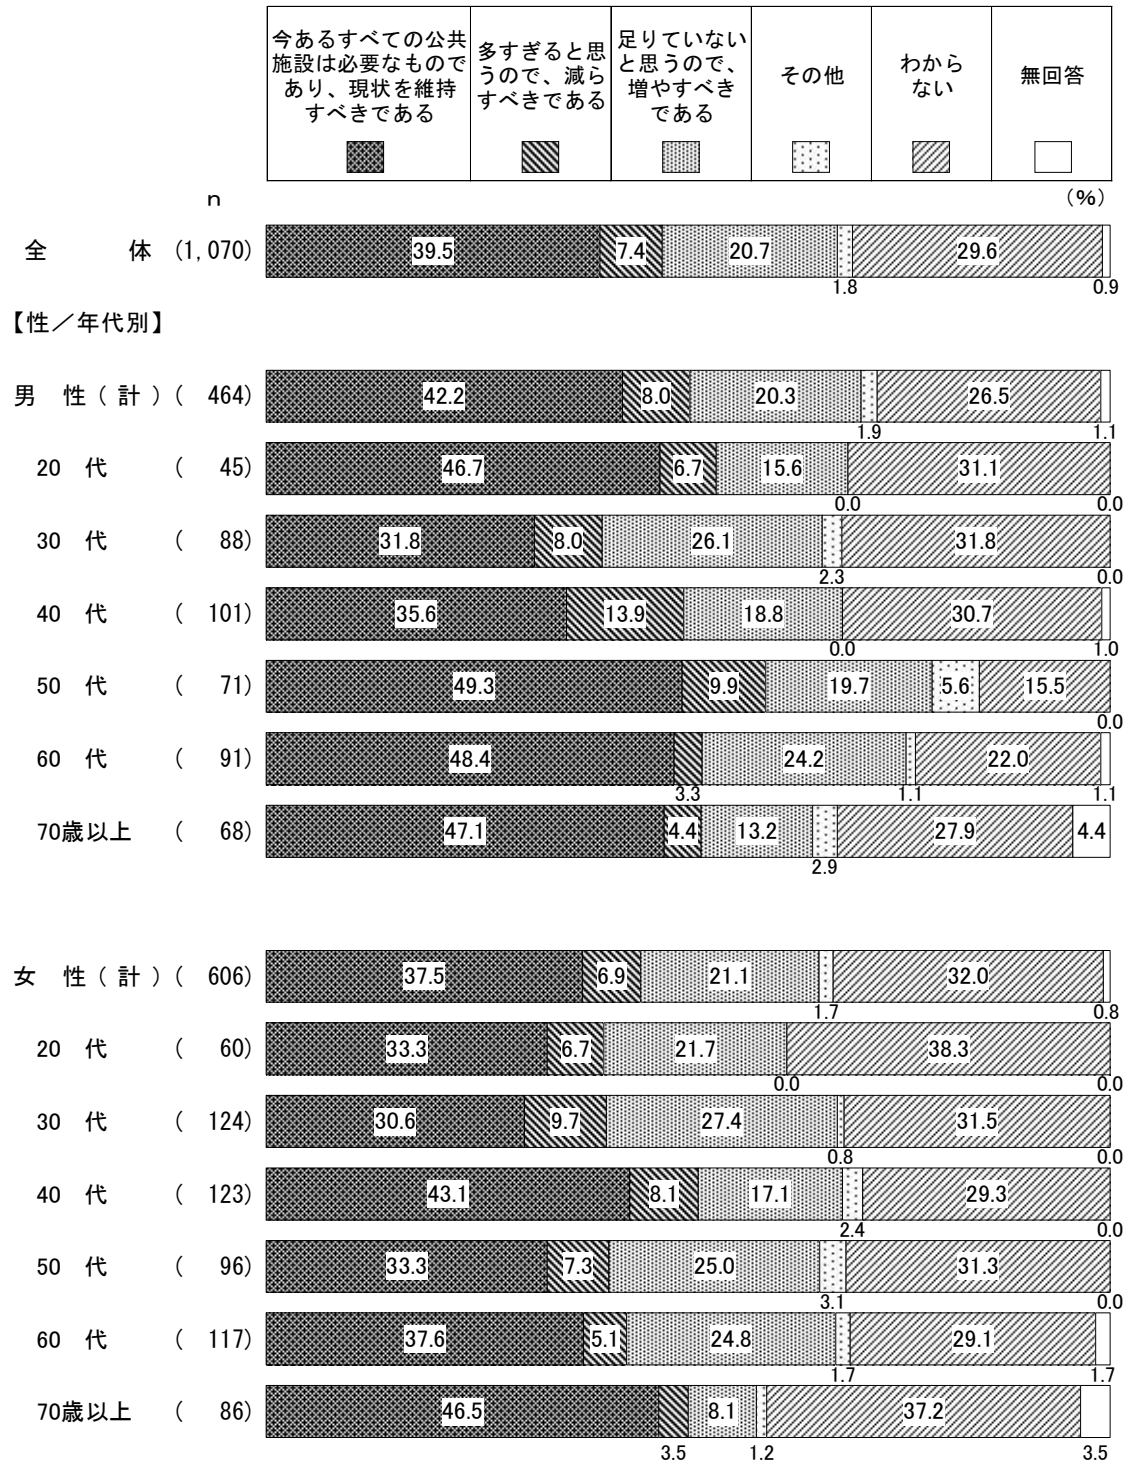 今あるすべての公共
施設は必要なもので
あり、現状を維持
すべきである
多すぎると思
うので、減ら
すべきである
足りていない
と思うので、
増やすべき
である
その他
わから
ない
無回答
n
(%)
全　体 (1,070) 39.5 7.4 20.7 29.6
1.8 0.9
【性／年代別】
男 性(計) ( 464) 42.2 8.0 20.3 26.5
1.9 1.1
20 代 ( 45) 46.7 6.7 15.6 31.1
0.0 0.0
30 代 ( 88) 31.8 8.0 26.1 31.8
2.3 0.0
40 代 ( 101) 35.6 13.9 18.8 30.7
0.0 1.0
50 代 ( 71) 49.3 9.9 19.7 5.6 15.5
0.0
60 代 ( 91) 48.4 24.2 22.0
3.3 1.1 1.1
70歳以上 ( 68) 47.1 4.4 13.2 27.9 4.4
2.9
女 性(計) ( 606) 37.5 6.9 21.1 32.0
1.7 0.8
20 代 ( 60) 33.3 6.7 21.7 38.3
0.0 0.0
30 代 ( 124) 30.6 9.7 27.4 31.5
0.8 0.0
40 代 ( 123) 43.1 8.1 17.1 29.3
2.4 0.0
50 代 ( 96) 33.3 7.3 25.0 31.3
3.1 0.0
60 代 ( 117) 37.6 5.1 24.8 29.1
1.7 1.7
70歳以上 ( 86) 46.5 8.1 37.2
3.5 1.2 3.5